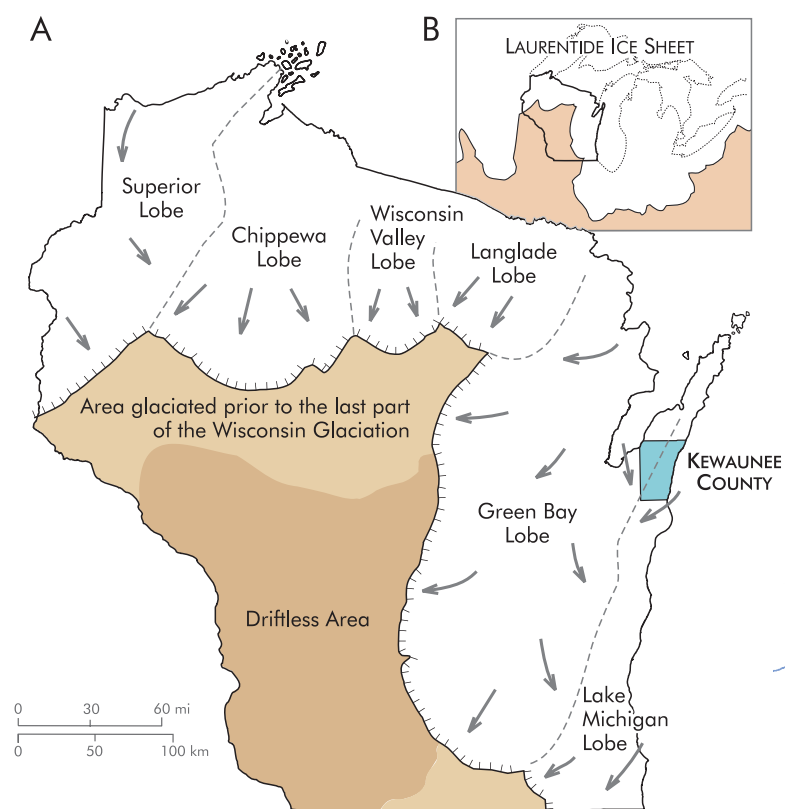 A
B
LAURENTIDE ICE SHEET
Superior
Lobe
Chippewa
Lobe
Wisconsin
Valley
Lobe
Langlade
Lobe
Area glaciated prior to the last part
of the Wisconsin Glaciation
KEWAUNEE
COUNTY
Green Bay
Lobe
Driftless Area
Lake
Michigan
Lobe
0 30 60 mi
0 50 100 km